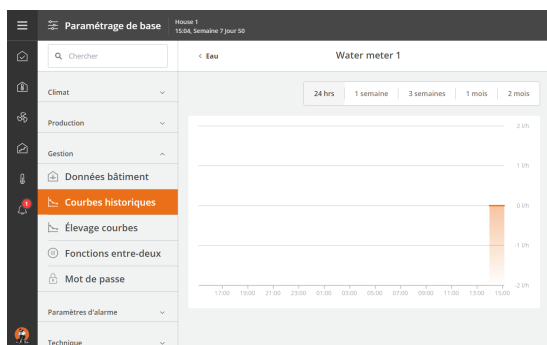 Paramétrage de base
House 1
15:04, Semaine 7 Jour 50
Chercher
Climat
Production
Gestion
Données bâtiment
Courbes historiques
Élevage courbes
Fonctions entre-deux
Mot de passe
Paramètres d'alarme
Technique
< Eau
Water meter 1
24 hrs
1 semaine
3 semaines
1 mois
2 mois
2 l/h
1 l/h
0 l/h
-1 l/h
-2 l/h
17:00 19:00 21:00 23:00 01:00 03:00 05:00 07:00 09:00 11:00 13:00 15:00
1